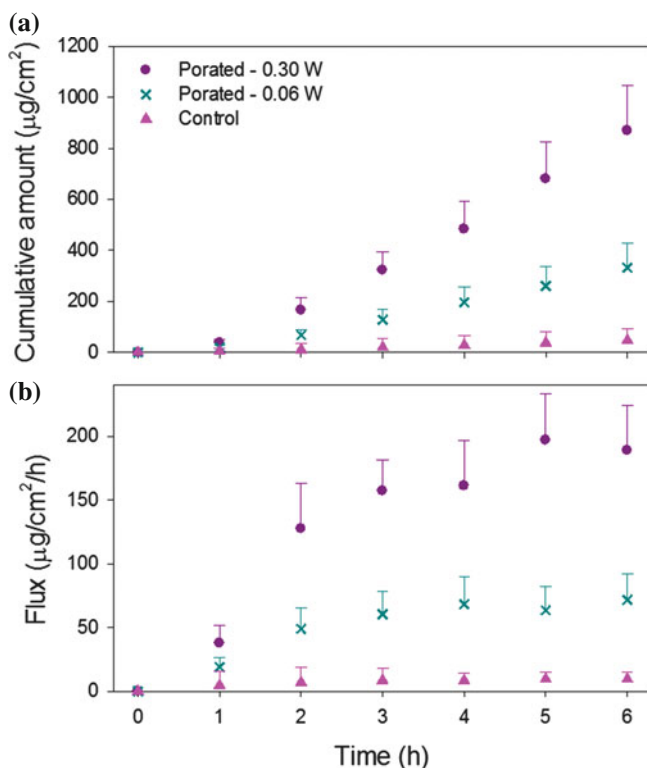 (a)
1200
1000
800
600
400
200
0
Cumulative amount (μg/cm²)
Porated - 0.30 W
Porated - 0.06 W
Control
(b)
200
150
100
50
0
Flux (μg/cm²/h)
0 1 2 3 4 5 6
Time (h)